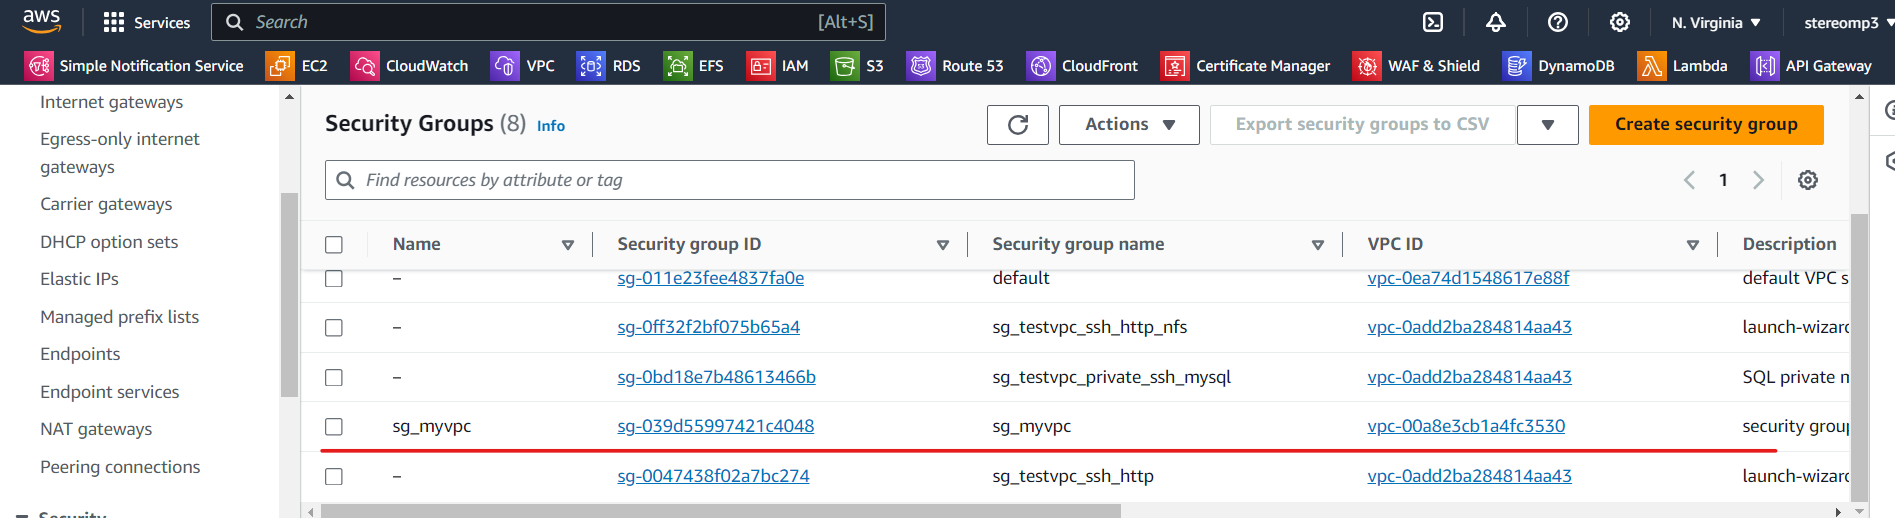 aws Services Search [Alt+S] N. Virginia stereomp3
Simple Notification Service EC2 CloudWatch VPC RDS EFS IAM S3 Route 53 CloudFront Certificate Manager WAF & Shield DynamoDB Lambda API Gateway
Internet gateways
Egress-only internet
gateways
Carrier gateways
DHCP option sets
Elastic IPs
Managed prefix lists
Endpoints
Endpoint services
NAT gateways
Peering connections
Security
Security Groups (8) Info Actions Export security groups to CSV Create security group
Find resources by attribute or tag 1
Name Security group ID Security group name VPC ID Description
– sg-011e23fee4837fa0e default vpc-0ea74d1548617e88f default VPC s
– sg-0ff32f2bf075b65a4 sg_testvpc_ssh_http_nfs vpc-0add2ba284814aa43 launch-wizard
– sg-0bd18e7b48613466b sg_testvpc_private_ssh_mysql vpc-0add2ba284814aa43 SQL private m
sg_myvpc sg-039d55997421c4048 sg_myvpc vpc-00a8e3cb1a4fc3530 security group
– sg-0047438f02a7bc274 sg_testvpc_ssh_http vpc-0add2ba284814aa43 launch-wizard